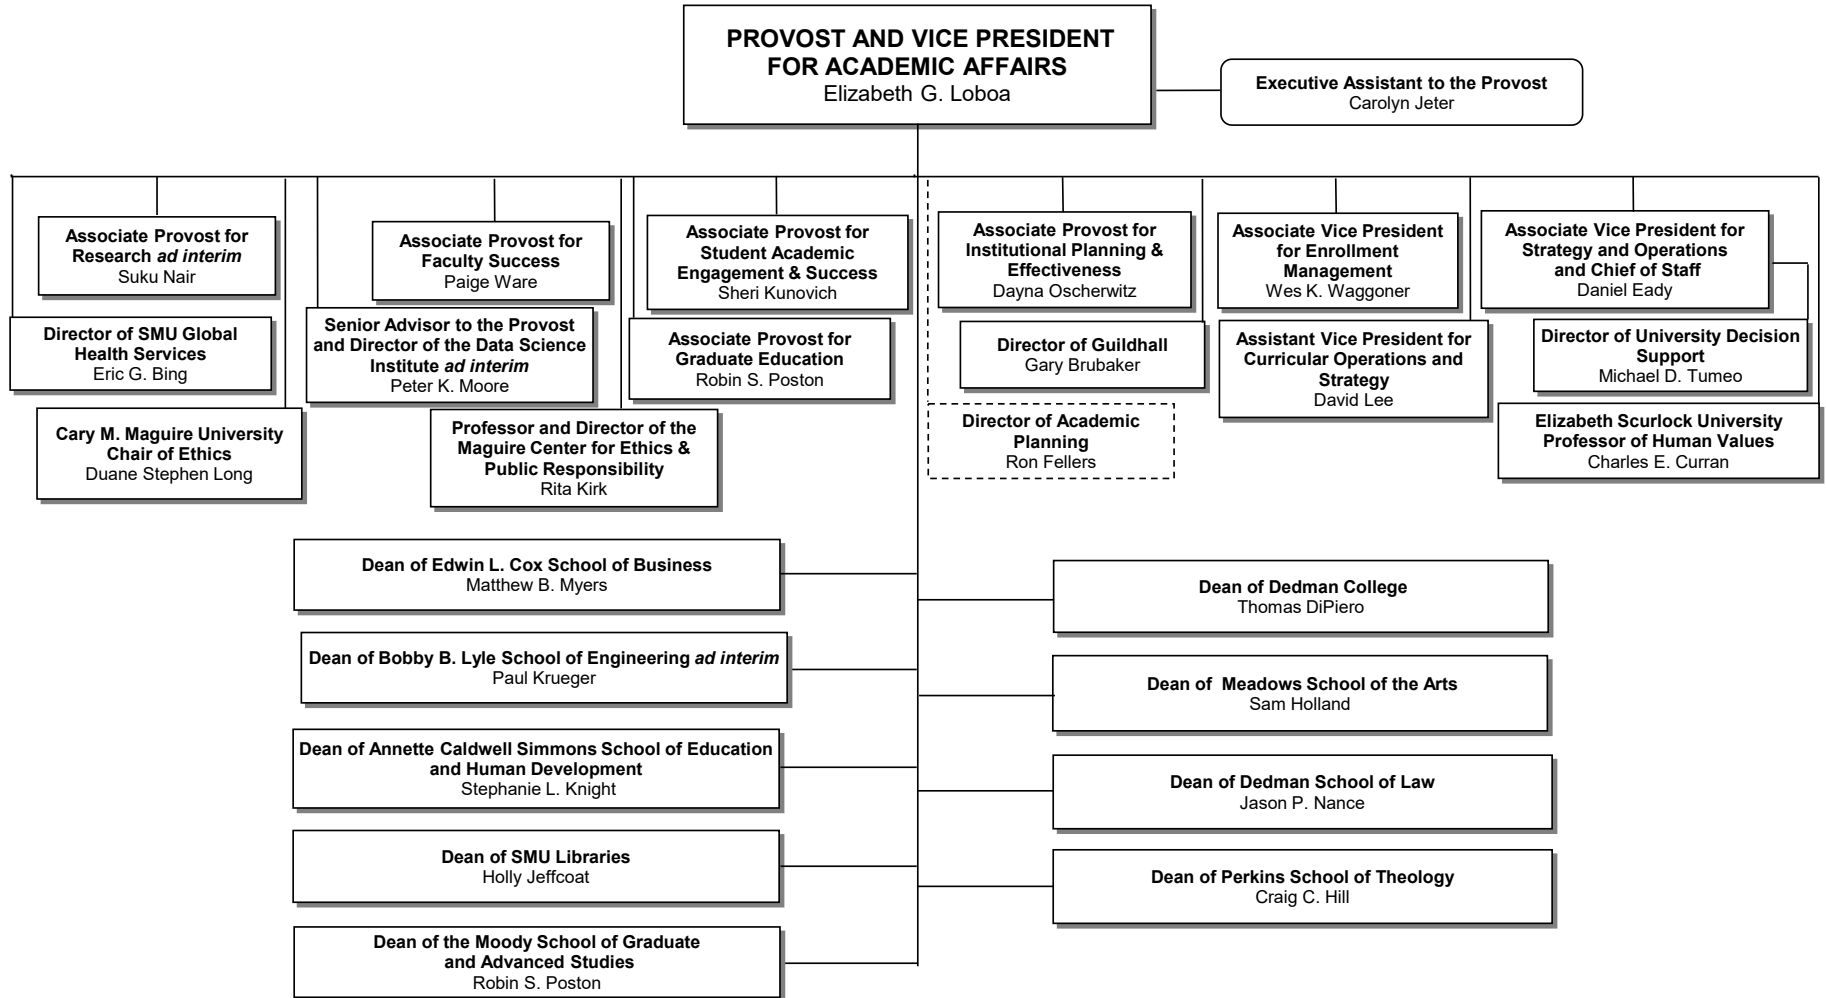 PROVOST AND VICE PRESIDENT
FOR ACADEMIC AFFAIRS
Elizabeth G. Loboa
Executive Assistant to the Provost
Carolyn Jeter
Associate Provost for
Research ad interim
Suku Nair
Associate Provost for
Faculty Success
Paige Ware
Associate Provost for
Student Academic
Engagement & Success
Sheri Kunovich
Associate Provost for
Institutional Planning &
Effectiveness
Dayna Oscherwitz
Associate Vice President
for Enrollment
Management
Wes K. Waggoner
Associate Vice President for
Strategy and Operations
and Chief of Staff
Daniel Eady
Director of SMU Global
Health Services
Eric G. Bing
Senior Advisor to the Provost
and Director of the Data Science
Institute ad interim
Peter K. Moore
Associate Provost for
Graduate Education
Robin S. Poston
Director of Guildhall
Gary Brubaker
Assistant Vice President for
Curricular Operations and
Strategy
David Lee
Director of University Decision
Support
Michael D. Tumeo
Cary M. Maguire University
Chair of Ethics
Duane Stephen Long
Professor and Director of the
Maguire Center for Ethics &
Public Responsibility
Rita Kirk
Director of Academic
Planning
Ron Fellers
Elizabeth Scurlock University
Professor of Human Values
Charles E. Curran
Dean of Edwin L. Cox School of Business
Matthew B. Myers
Dean of Dedman College
Thomas DiPiero
Dean of Bobby B. Lyle School of Engineering ad interim
Paul Krueger
Dean of Meadows School of the Arts
Sam Holland
Dean of Annette Caldwell Simmons School of Education
and Human Development
Stephanie L. Knight
Dean of Dedman School of Law
Jason P. Nance
Dean of SMU Libraries
Holly Jeffcoat
Dean of Perkins School of Theology
Craig C. Hill
Dean of the Moody School of Graduate
and Advanced Studies
Robin S. Poston